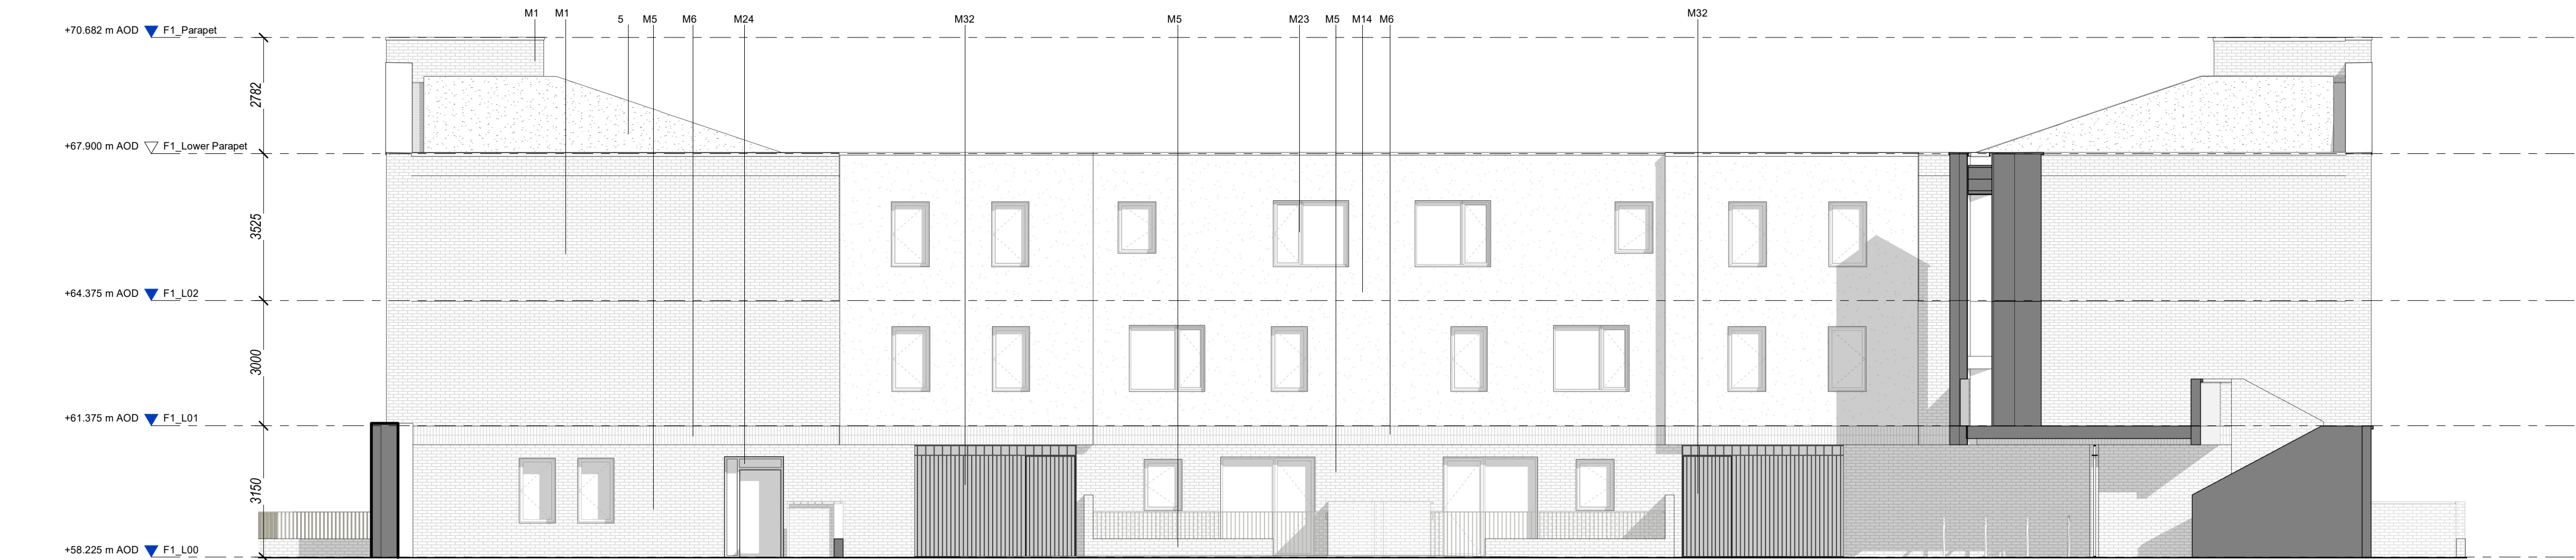 M1 M1 5 M5 M6 M24 M32 M5 M23 M5 M14 M6 M32
+70.682 m AOD F1_Parapet
2782
+67.900 m AOD F1_Lower Parapet
3525
+64.375 m AOD F1_L02
3000
+61.375 m AOD F1_L01
3150
+58.225 m AOD F1_L00